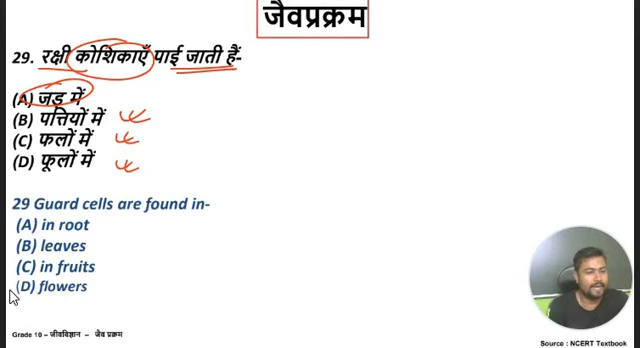 जैवप्रक्रम
29. रक्षी कोशिकाएँ पाई जाती हैं-
(A) जड़ में
(B) पत्तियों में
(C) फलों में
(D) फूलों में
29 Guard cells are found in-
(A) in root
(B) leaves
(C) in fruits
(D) flowers
Grade 10 – जीवविज्ञान – जैव प्रक्रम
Source : NCERT Textbook